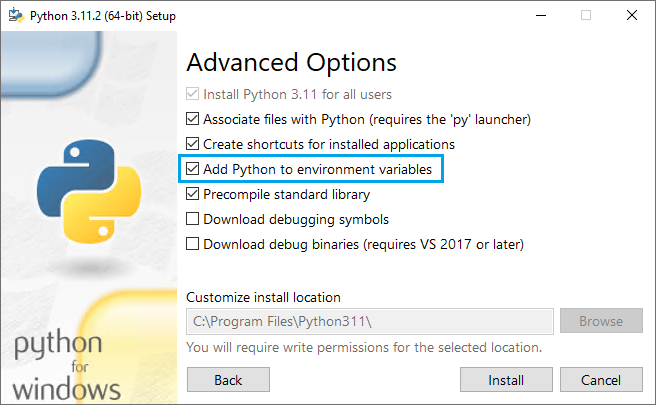 Python 3.11.2 (64-bit) Setup
Advanced Options
Install Python 3.11 for all users
Associate files with Python (requires the 'py' launcher)
Create shortcuts for installed applications
Add Python to environment variables
Precompile standard library
Download debugging symbols
Download debug binaries (requires VS 2017 or later)
Customize install location
C:\Program Files\Python311\
Browse
You will require write permissions for the selected location.
python
for
windows
Back
Install
Cancel